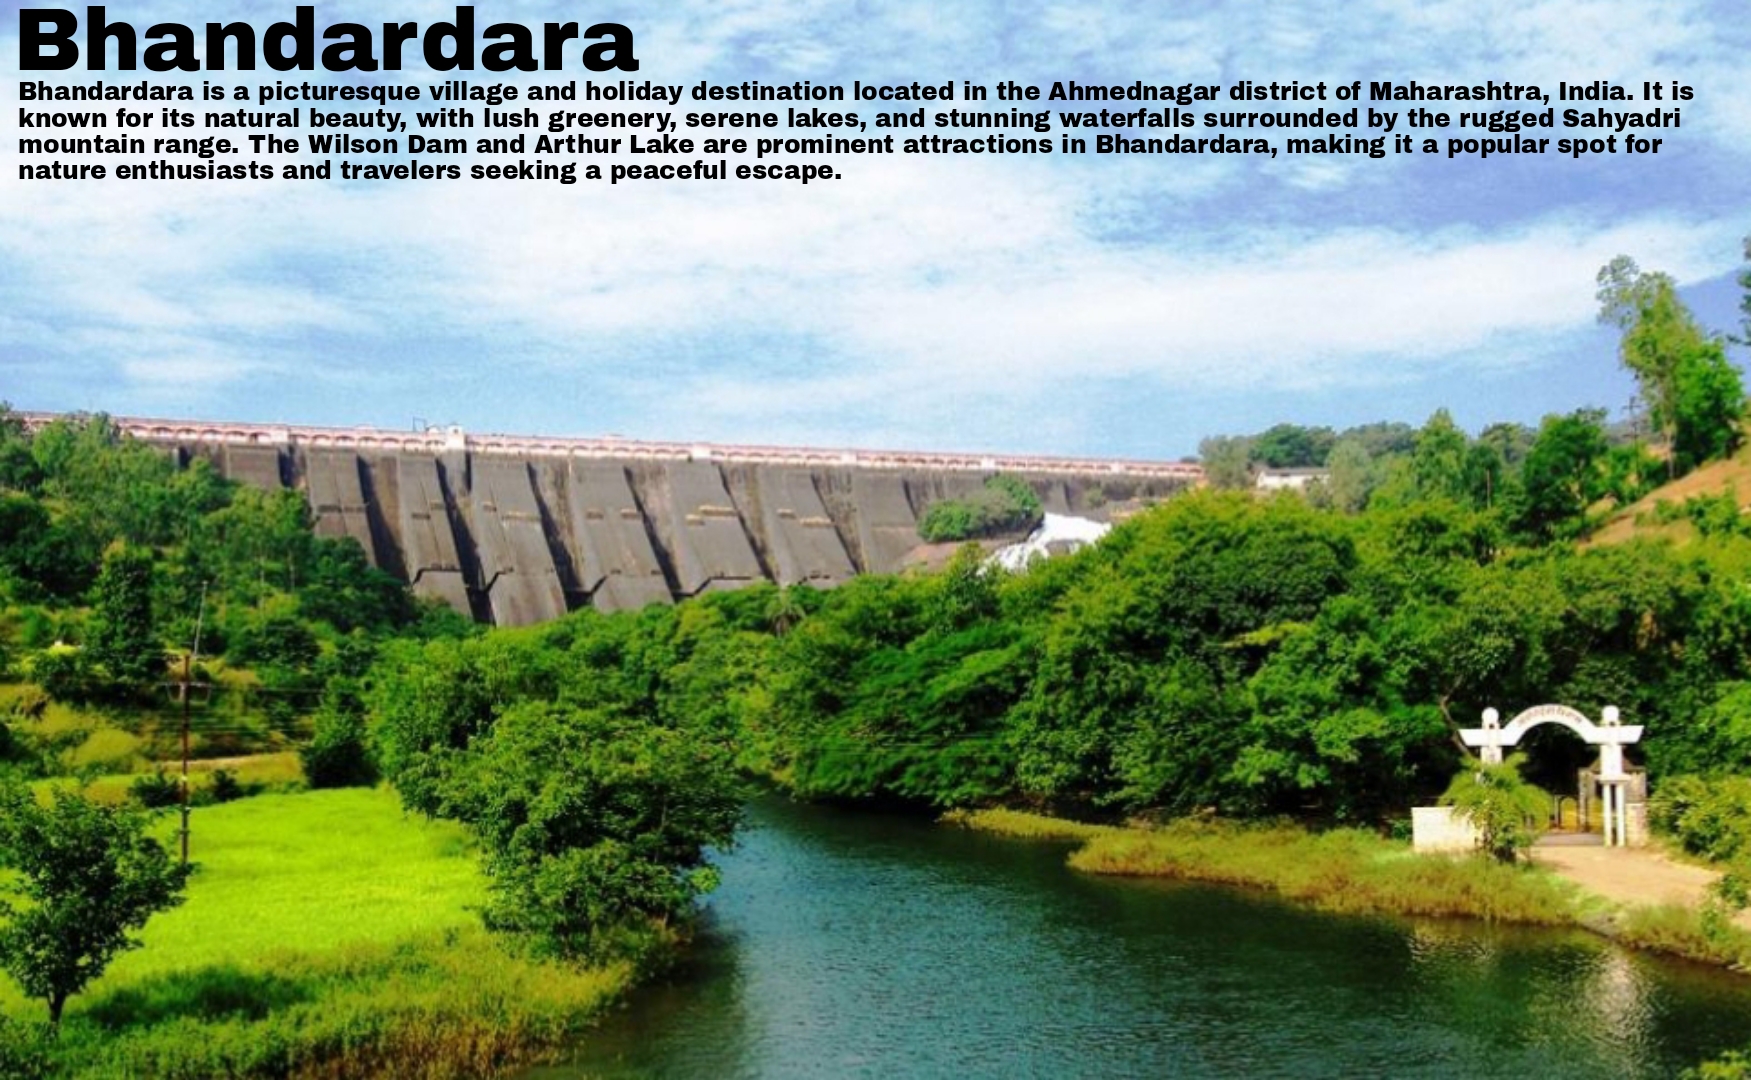 Bhandardara
Bhandardara is a picturesque village and holiday destination located in the Ahmednagar district of Maharashtra, India. It is
known for its natural beauty, with lush greenery, serene lakes, and stunning waterfalls surrounded by the rugged Sahyadri
mountain range. The Wilson Dam and Arthur Lake are prominent attractions in Bhandardara, making it a popular spot for
nature enthusiasts and travelers seeking a peaceful escape.